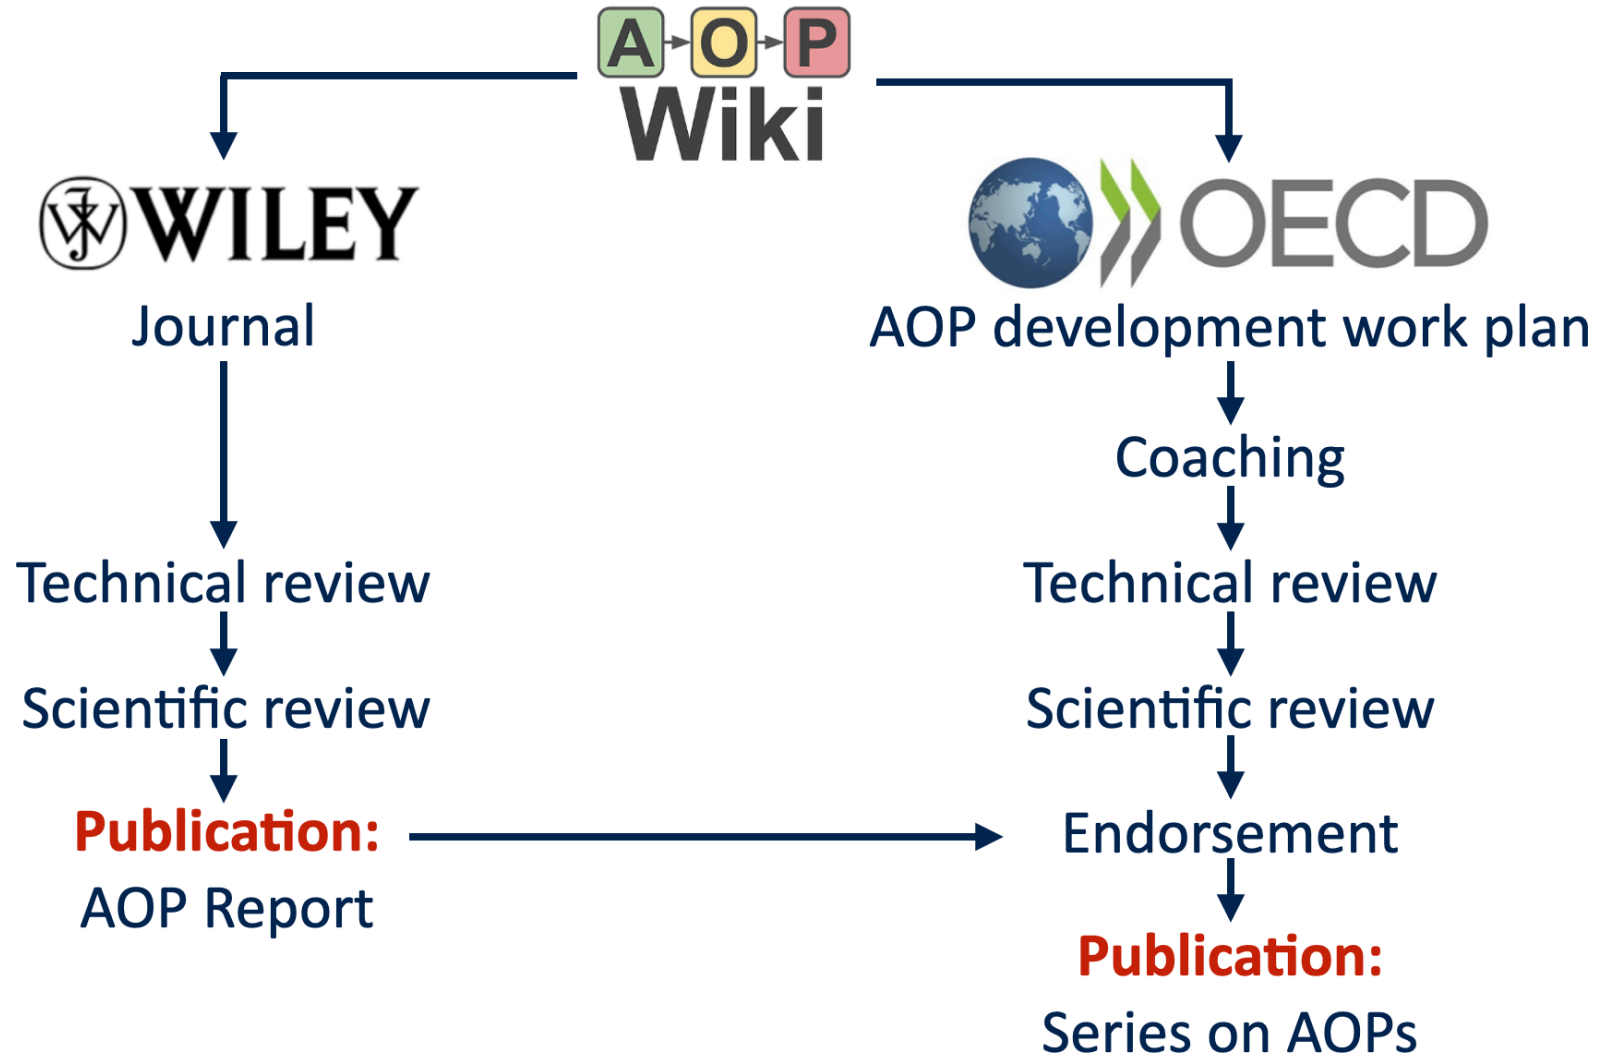 A O P
Wiki
WILEY
Journal
Technical review
Scientific review
Publication:
AOP Report
OECD
AOP development work plan
Coaching
Technical review
Scientific review
Endorsement
Publication:
Series on AOPs